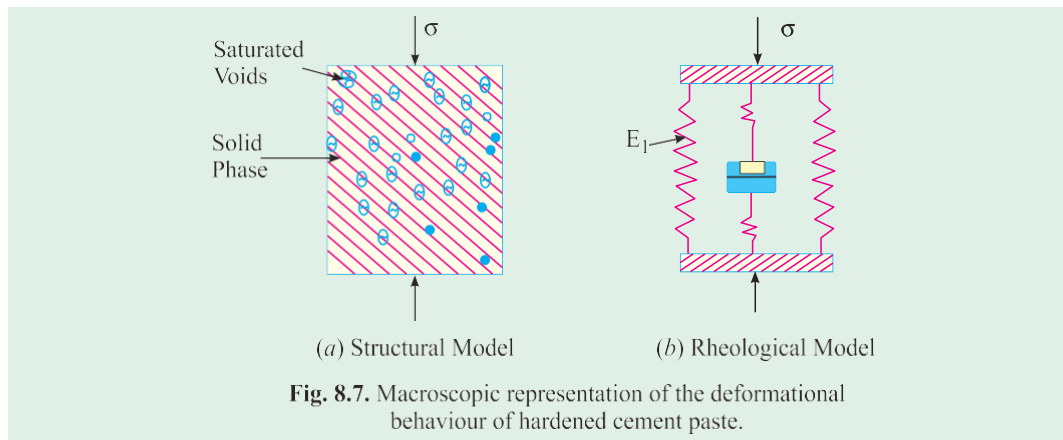 σ
Saturated
Voids
Solid
Phase
(a) Structural Model
σ
E1
(b) Rheological Model
Fig. 8.7. Macroscopic representation of the deformational
behaviour of hardened cement paste.